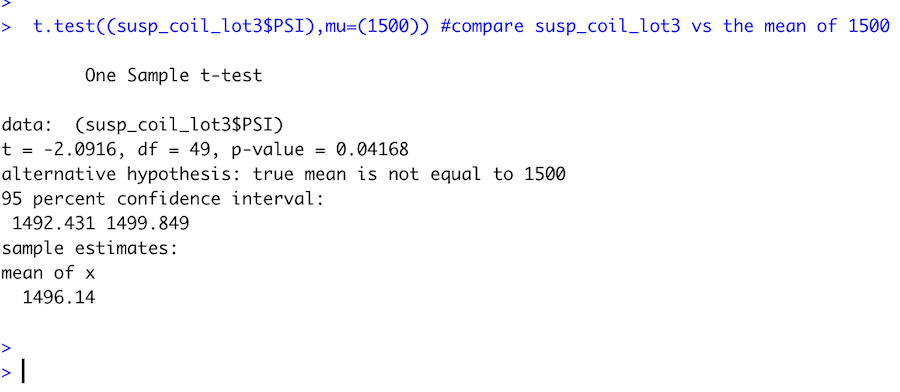 >
> t.test((susp_coil_lot3$PSI),mu=(1500)) #compare susp_coil_lot3 vs the mean of 1500
One Sample t-test
data: (susp_coil_lot3$PSI)
t = -2.0916, df = 49, p-value = 0.04168
alternative hypothesis: true mean is not equal to 1500
95 percent confidence interval:
1492.431 1499.849
sample estimates:
mean of x
1496.14
>
>